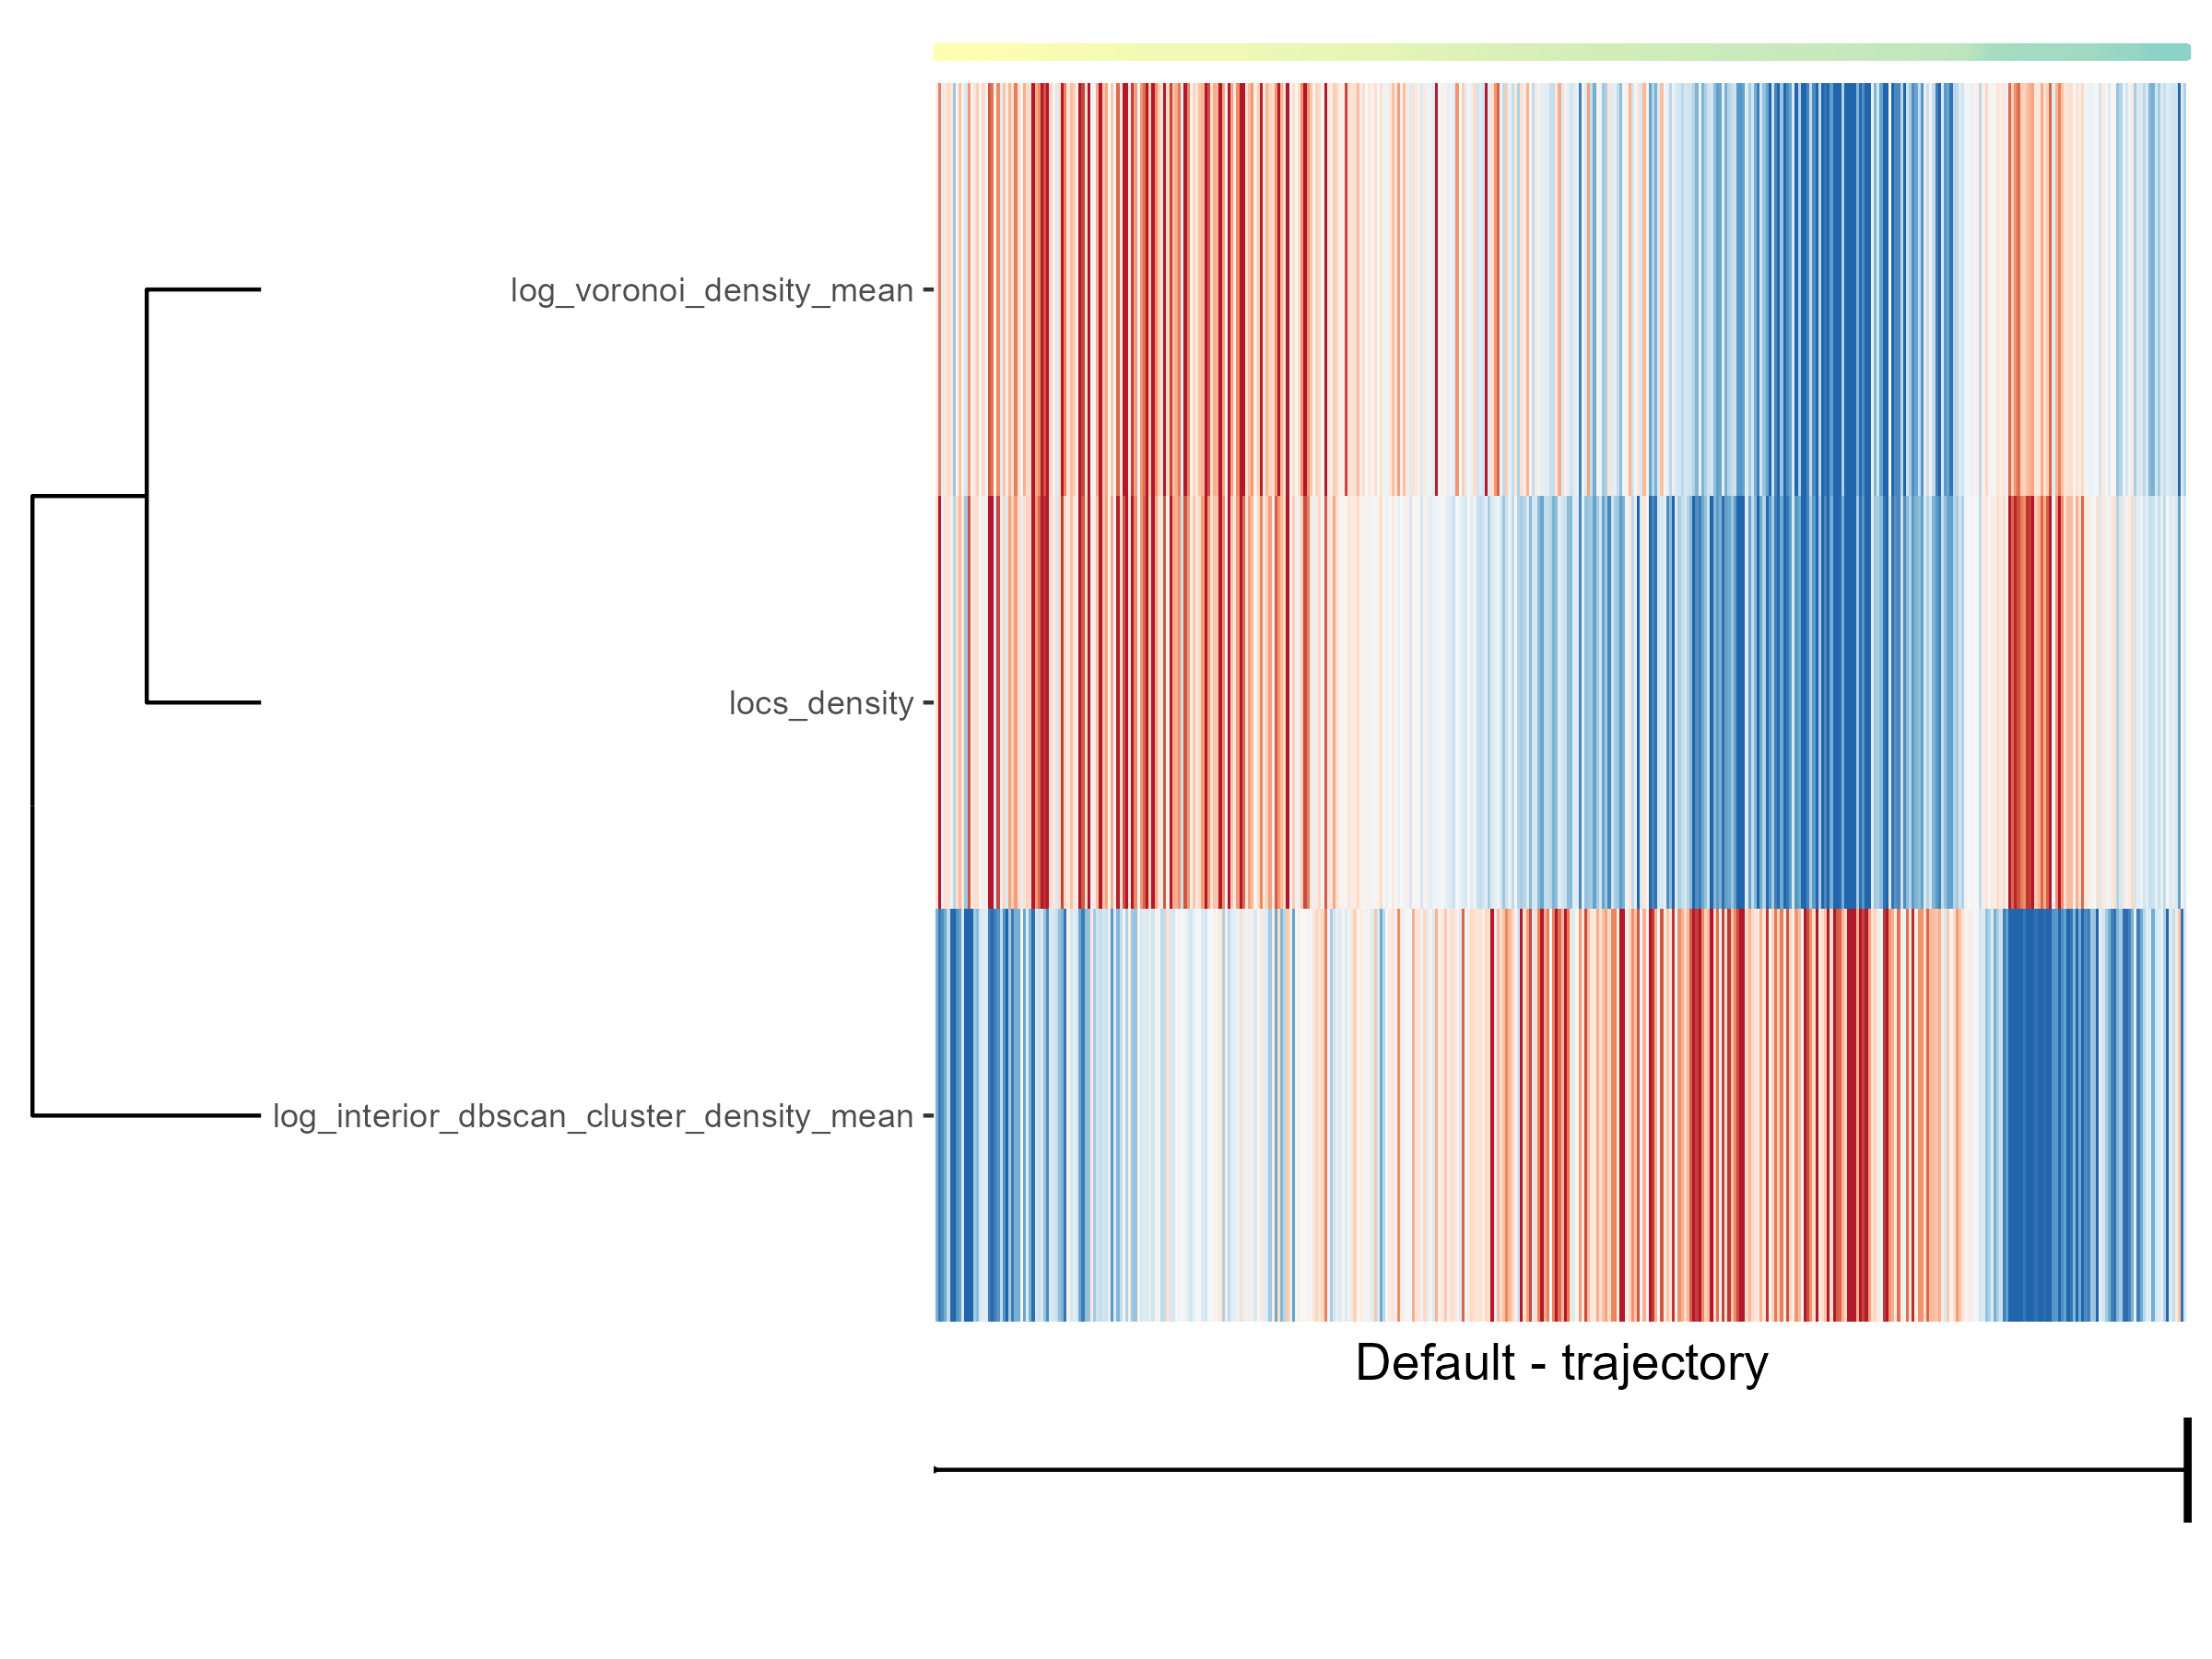 log_voronoi_density_mean
locs_density
log_interior_dbscan_cluster_density_mean
Default - trajectory